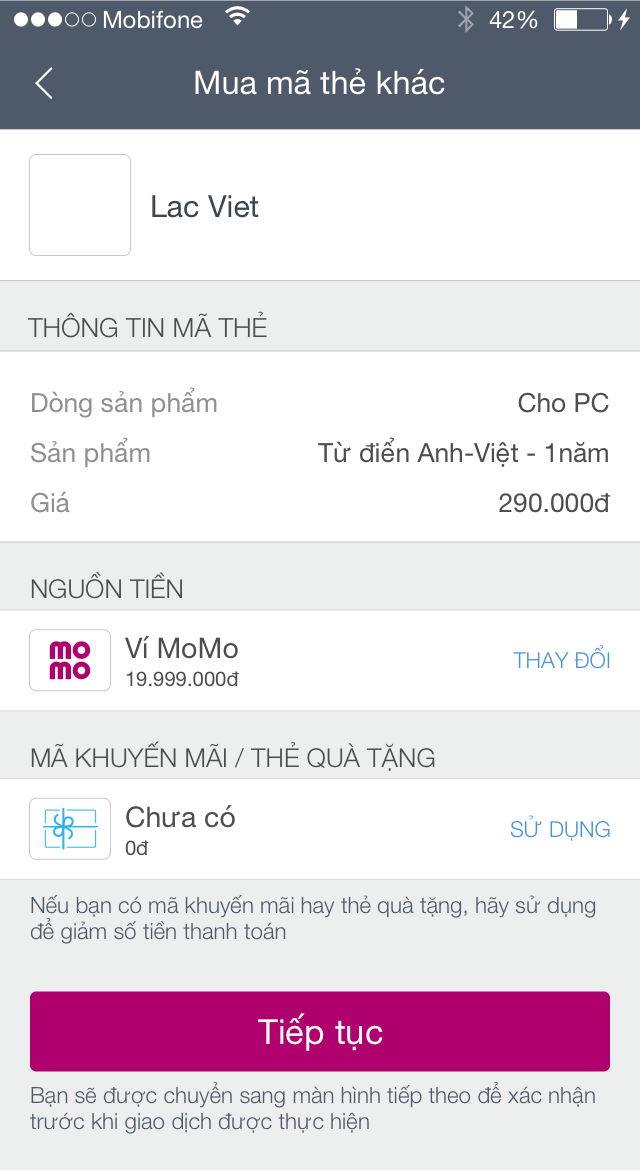 Mobifone 42%
Mua mã thẻ khác
Lac Viet
THÔNG TIN MÃ THẺ
Dòng sản phẩm Cho PC
Sản phẩm Từ điển Anh-Việt - 1năm
Giá 290.000đ
NGUỒN TIỀN
mo
mo
Ví MoMo
19.999.000đ
THAY ĐỔI
MÃ KHUYẾN MÃI / THẺ QUÀ TẶNG
Chưa có
0đ
SỬ DỤNG
Nếu bạn có mã khuyến mãi hay thẻ quà tặng, hãy sử dụng
để giảm số tiền thanh toán
Tiếp tục
Bạn sẽ được chuyển sang màn hình tiếp theo để xác nhận
trước khi giao dịch được thực hiện